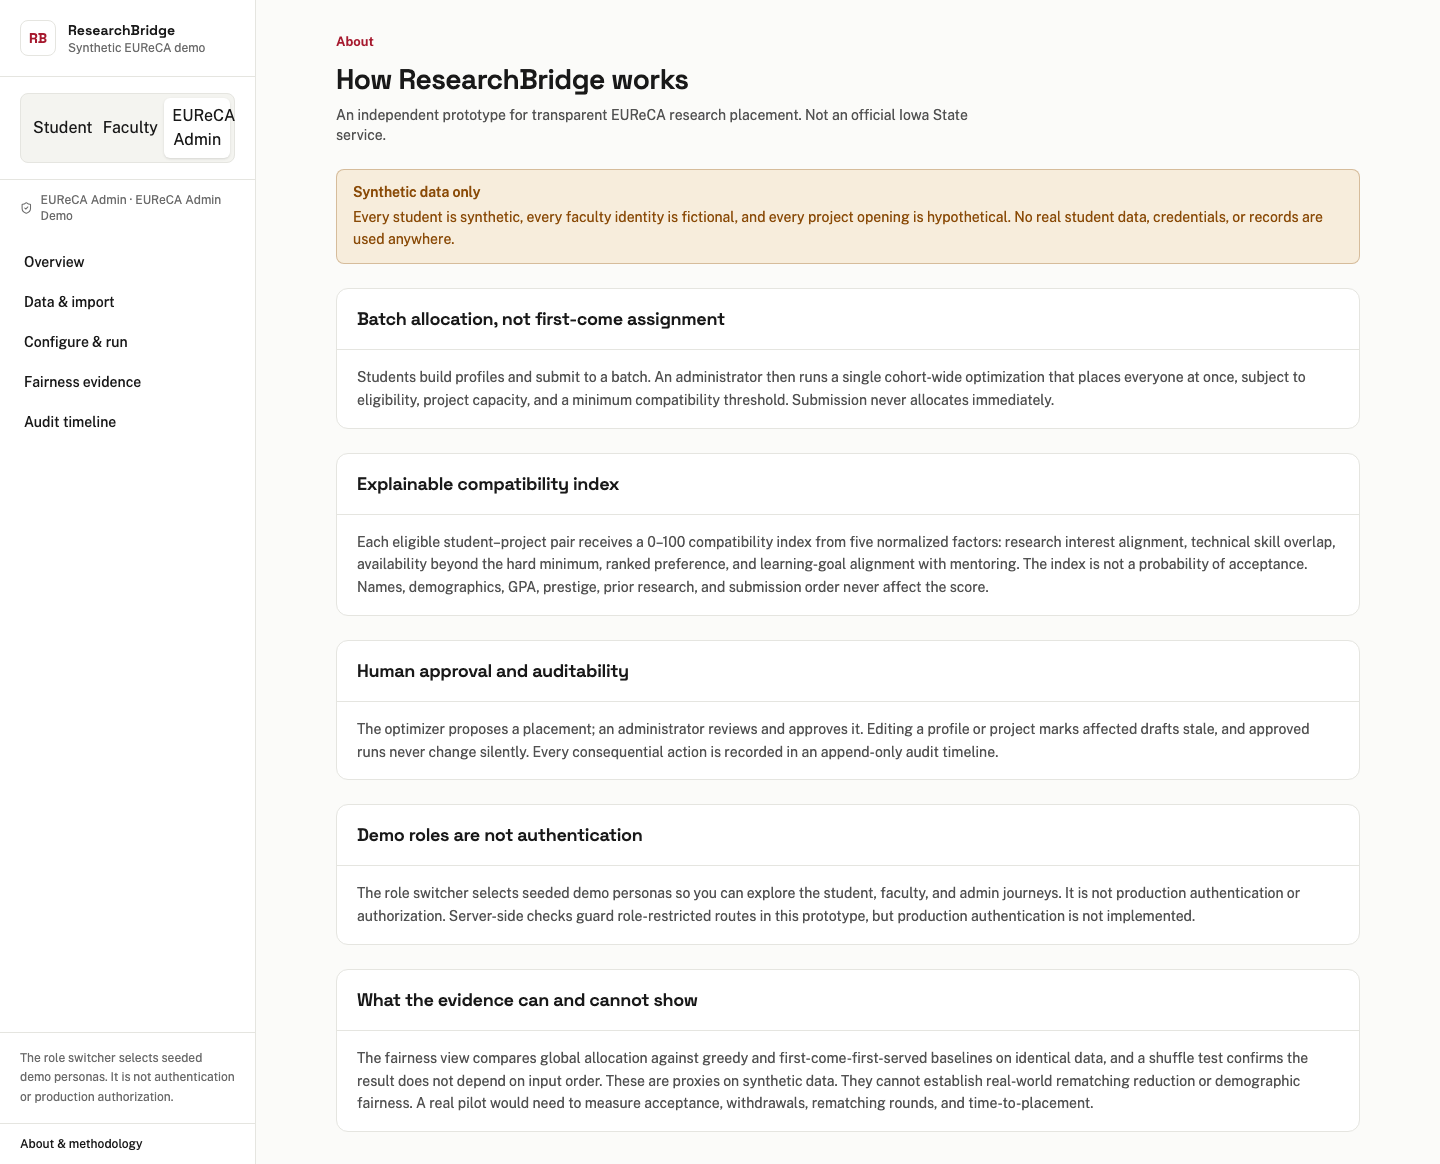 RB
ResearchBridge
Synthetic EUReCA demo
Student
Faculty
EUReCA
Admin
EUReCA Admin · EUReCA Admin
Demo
Overview
Data & import
Configure & run
Fairness evidence
Audit timeline
The role switcher selects seeded
demo personas. It is not authentication
or production authorization.
About & methodology
About
How ResearchBridge works
An independent prototype for transparent EUReCA research placement. Not an official Iowa State
service.
Synthetic data only
Every student is synthetic, every faculty identity is fictional, and every project opening is hypothetical. No real student data, credentials, or records are
used anywhere.
Batch allocation, not first-come assignment
Students build profiles and submit to a batch. An administrator then runs a single cohort-wide optimization that places everyone at once, subject to
eligibility, project capacity, and a minimum compatibility threshold. Submission never allocates immediately.
Explainable compatibility index
Each eligible student–project pair receives a 0–100 compatibility index from five normalized factors: research interest alignment, technical skill overlap,
availability beyond the hard minimum, ranked preference, and learning-goal alignment with mentoring. The index is not a probability of acceptance.
Names, demographics, GPA, prestige, prior research, and submission order never affect the score.
Human approval and auditability
The optimizer proposes a placement; an administrator reviews and approves it. Editing a profile or project marks affected drafts stale, and approved
runs never change silently. Every consequential action is recorded in an append-only audit timeline.
Demo roles are not authentication
The role switcher selects seeded demo personas so you can explore the student, faculty, and admin journeys. It is not production authentication or
authorization. Server-side checks guard role-restricted routes in this prototype, but production authentication is not implemented.
What the evidence can and cannot show
The fairness view compares global allocation against greedy and first-come-first-served baselines on identical data, and a shuffle test confirms the
result does not depend on input order. These are proxies on synthetic data. They cannot establish real-world rematching reduction or demographic
fairness. A real pilot would need to measure acceptance, withdrawals, rematching rounds, and time-to-placement.